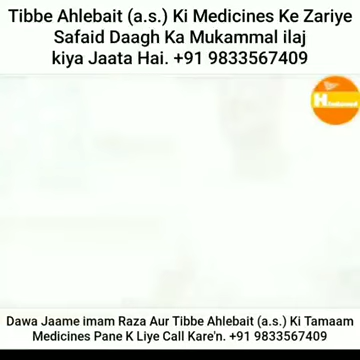 Tibbe Ahlebait (a.s.) Ki Medicines Ke Zariye
Safaid Daagh Ka Mukammal ilaj
kiya Jaata Hai. +91 9833567409
Dawa Jaame imam Raza Aur Tibbe Ahlebait (a.s.) Ki Tamaam
Medicines Pane K Liye Call Kare'n. +91 9833567409